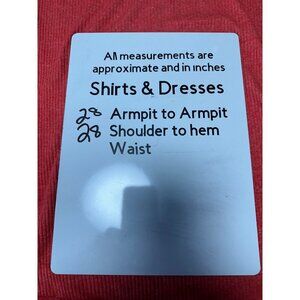 All measurements are
approximate and in inches
Shirts & Dresses
28 Armpit to Armpit
28 Shoulder to hem
Waist